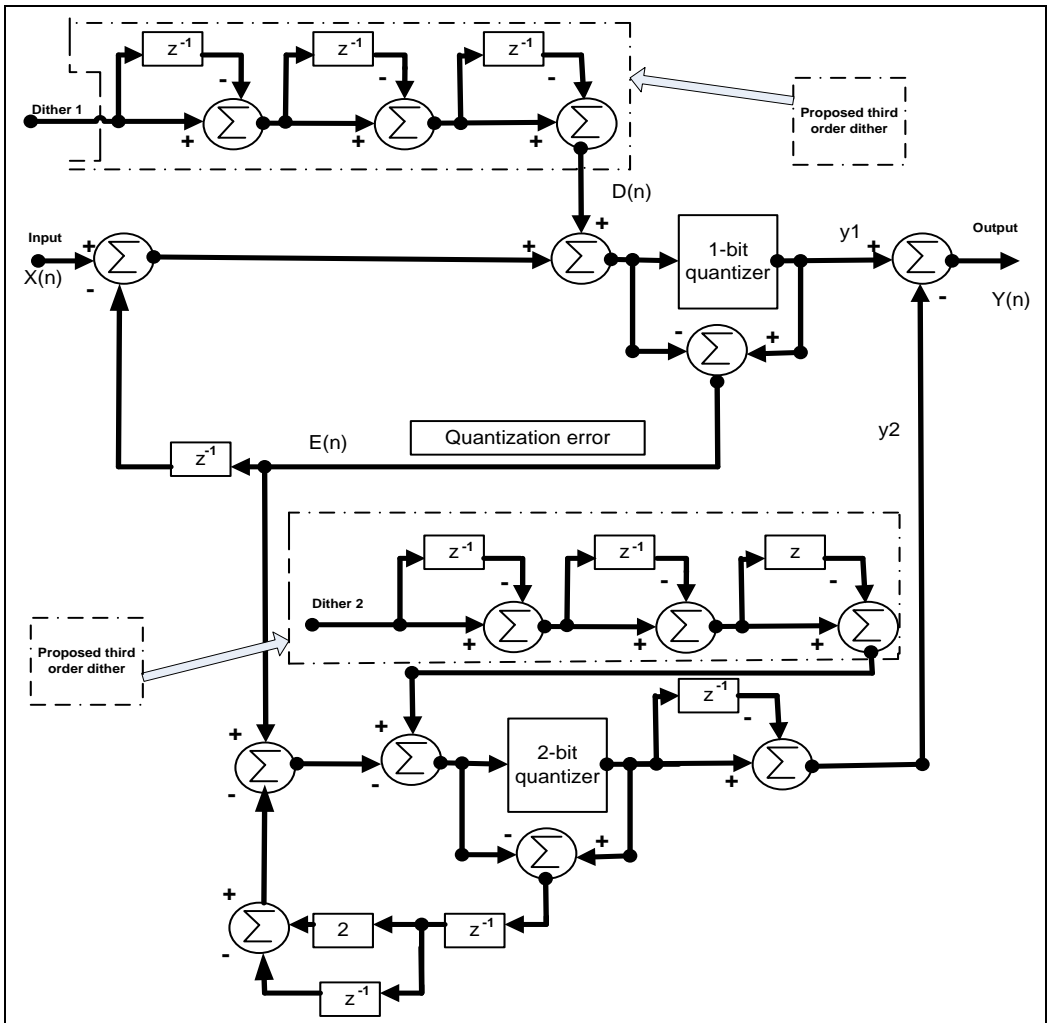 z-1
z-1
z-1
-
-
-
Dither 1
Σ
Σ
Σ
+
+
+
Proposed third
order dither
D(n)
+
Input
+
Σ
+
Σ
1-bit
quantizer
y1
+
Σ
Output
X(n)
-
-
Y(n)
-
Σ
+
Quantization error
E(n)
y2
z-1
z-1
z-1
z
-
-
-
Dither 2
Σ
Σ
Σ
+
+
+
Proposed third
order dither
z-1
+
-
+
Σ
Σ
2-bit
quantizer
Σ
-
-
+
-
Σ
+
+
Σ
2
z-1
-
z-1